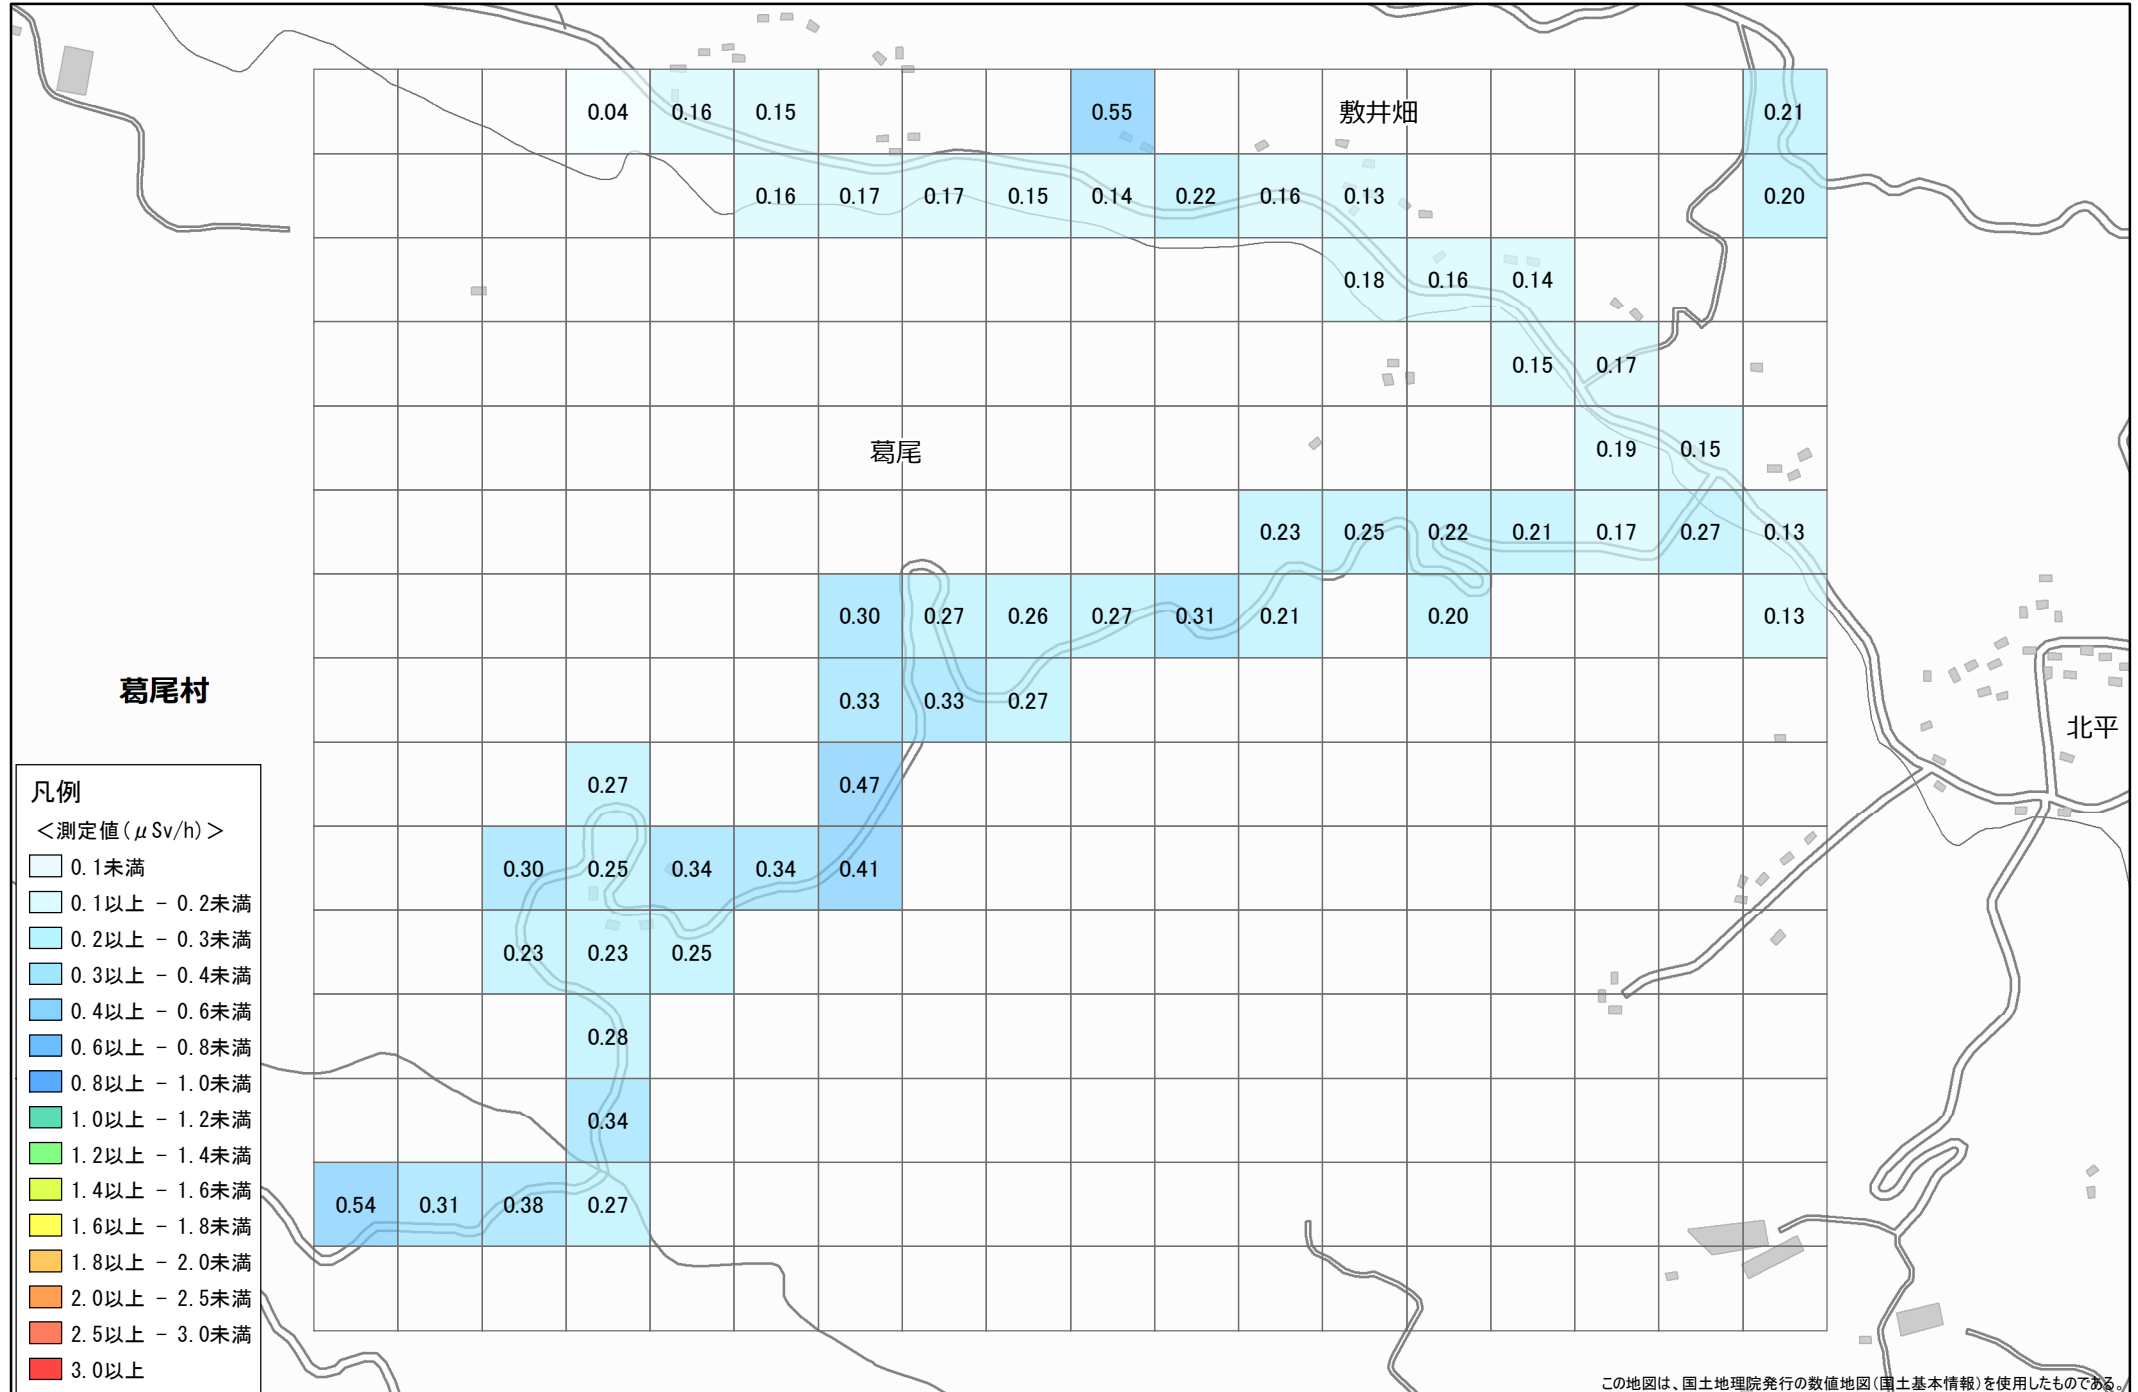 0.04 0.16 0.15 0.55 敷井畑 0.21
0.16 0.17 0.17 0.15 0.14 0.22 0.16 0.13 0.20
0.18 0.16 0.14
0.15 0.17
葛尾 0.19 0.15
0.23 0.25 0.22 0.21 0.17 0.27 0.13
0.30 0.27 0.26 0.27 0.31 0.21 0.20 0.13
葛尾村
0.33 0.33 0.27
北平
0.27 0.47
0.30 0.25 0.34 0.34 0.41
0.23 0.23 0.25
0.28
0.34
0.54 0.31 0.38 0.27
凡例
＜測定値(μSv/h)＞
0.1未満
0.1以上 - 0.2未満
0.2以上 - 0.3未満
0.3以上 - 0.4未満
0.4以上 - 0.6未満
0.6以上 - 0.8未満
0.8以上 - 1.0未満
1.0以上 - 1.2未満
1.2以上 - 1.4未満
1.4以上 - 1.6未満
1.6以上 - 1.8未満
1.8以上 - 2.0未満
2.0以上 - 2.5未満
2.5以上 - 3.0未満
3.0以上
この地図は、国土地理院発行の数値地図(国土基本情報)を使用したものである。